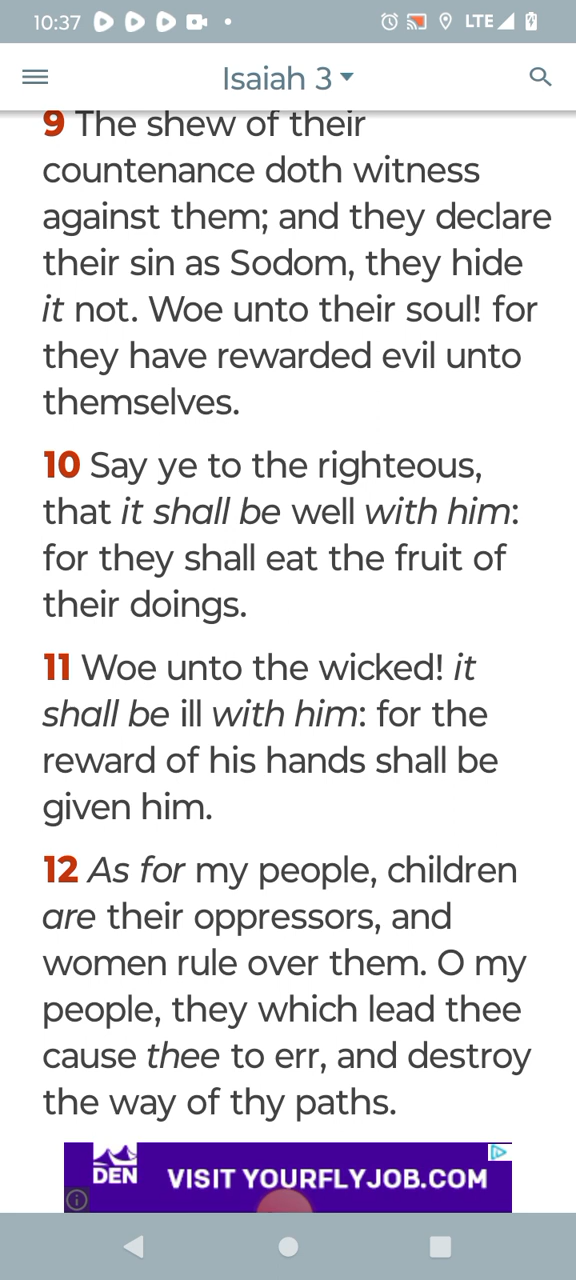 10:37
LTE
Isaiah 3
9 The shew of their
countenance doth witness
against them; and they declare
their sin as Sodom, they hide
it not. Woe unto their soul! for
they have rewarded evil unto
themselves.
10 Say ye to the righteous,
that it shall be well with him:
for they shall eat the fruit of
their doings.
11 Woe unto the wicked! it
shall be ill with him: for the
reward of his hands shall be
given him.
12 As for my people, children
are their oppressors, and
women rule over them. O my
people, they which lead thee
cause thee to err, and destroy
the way of thy paths.
DEN VISIT YOURFLYJOB.COM